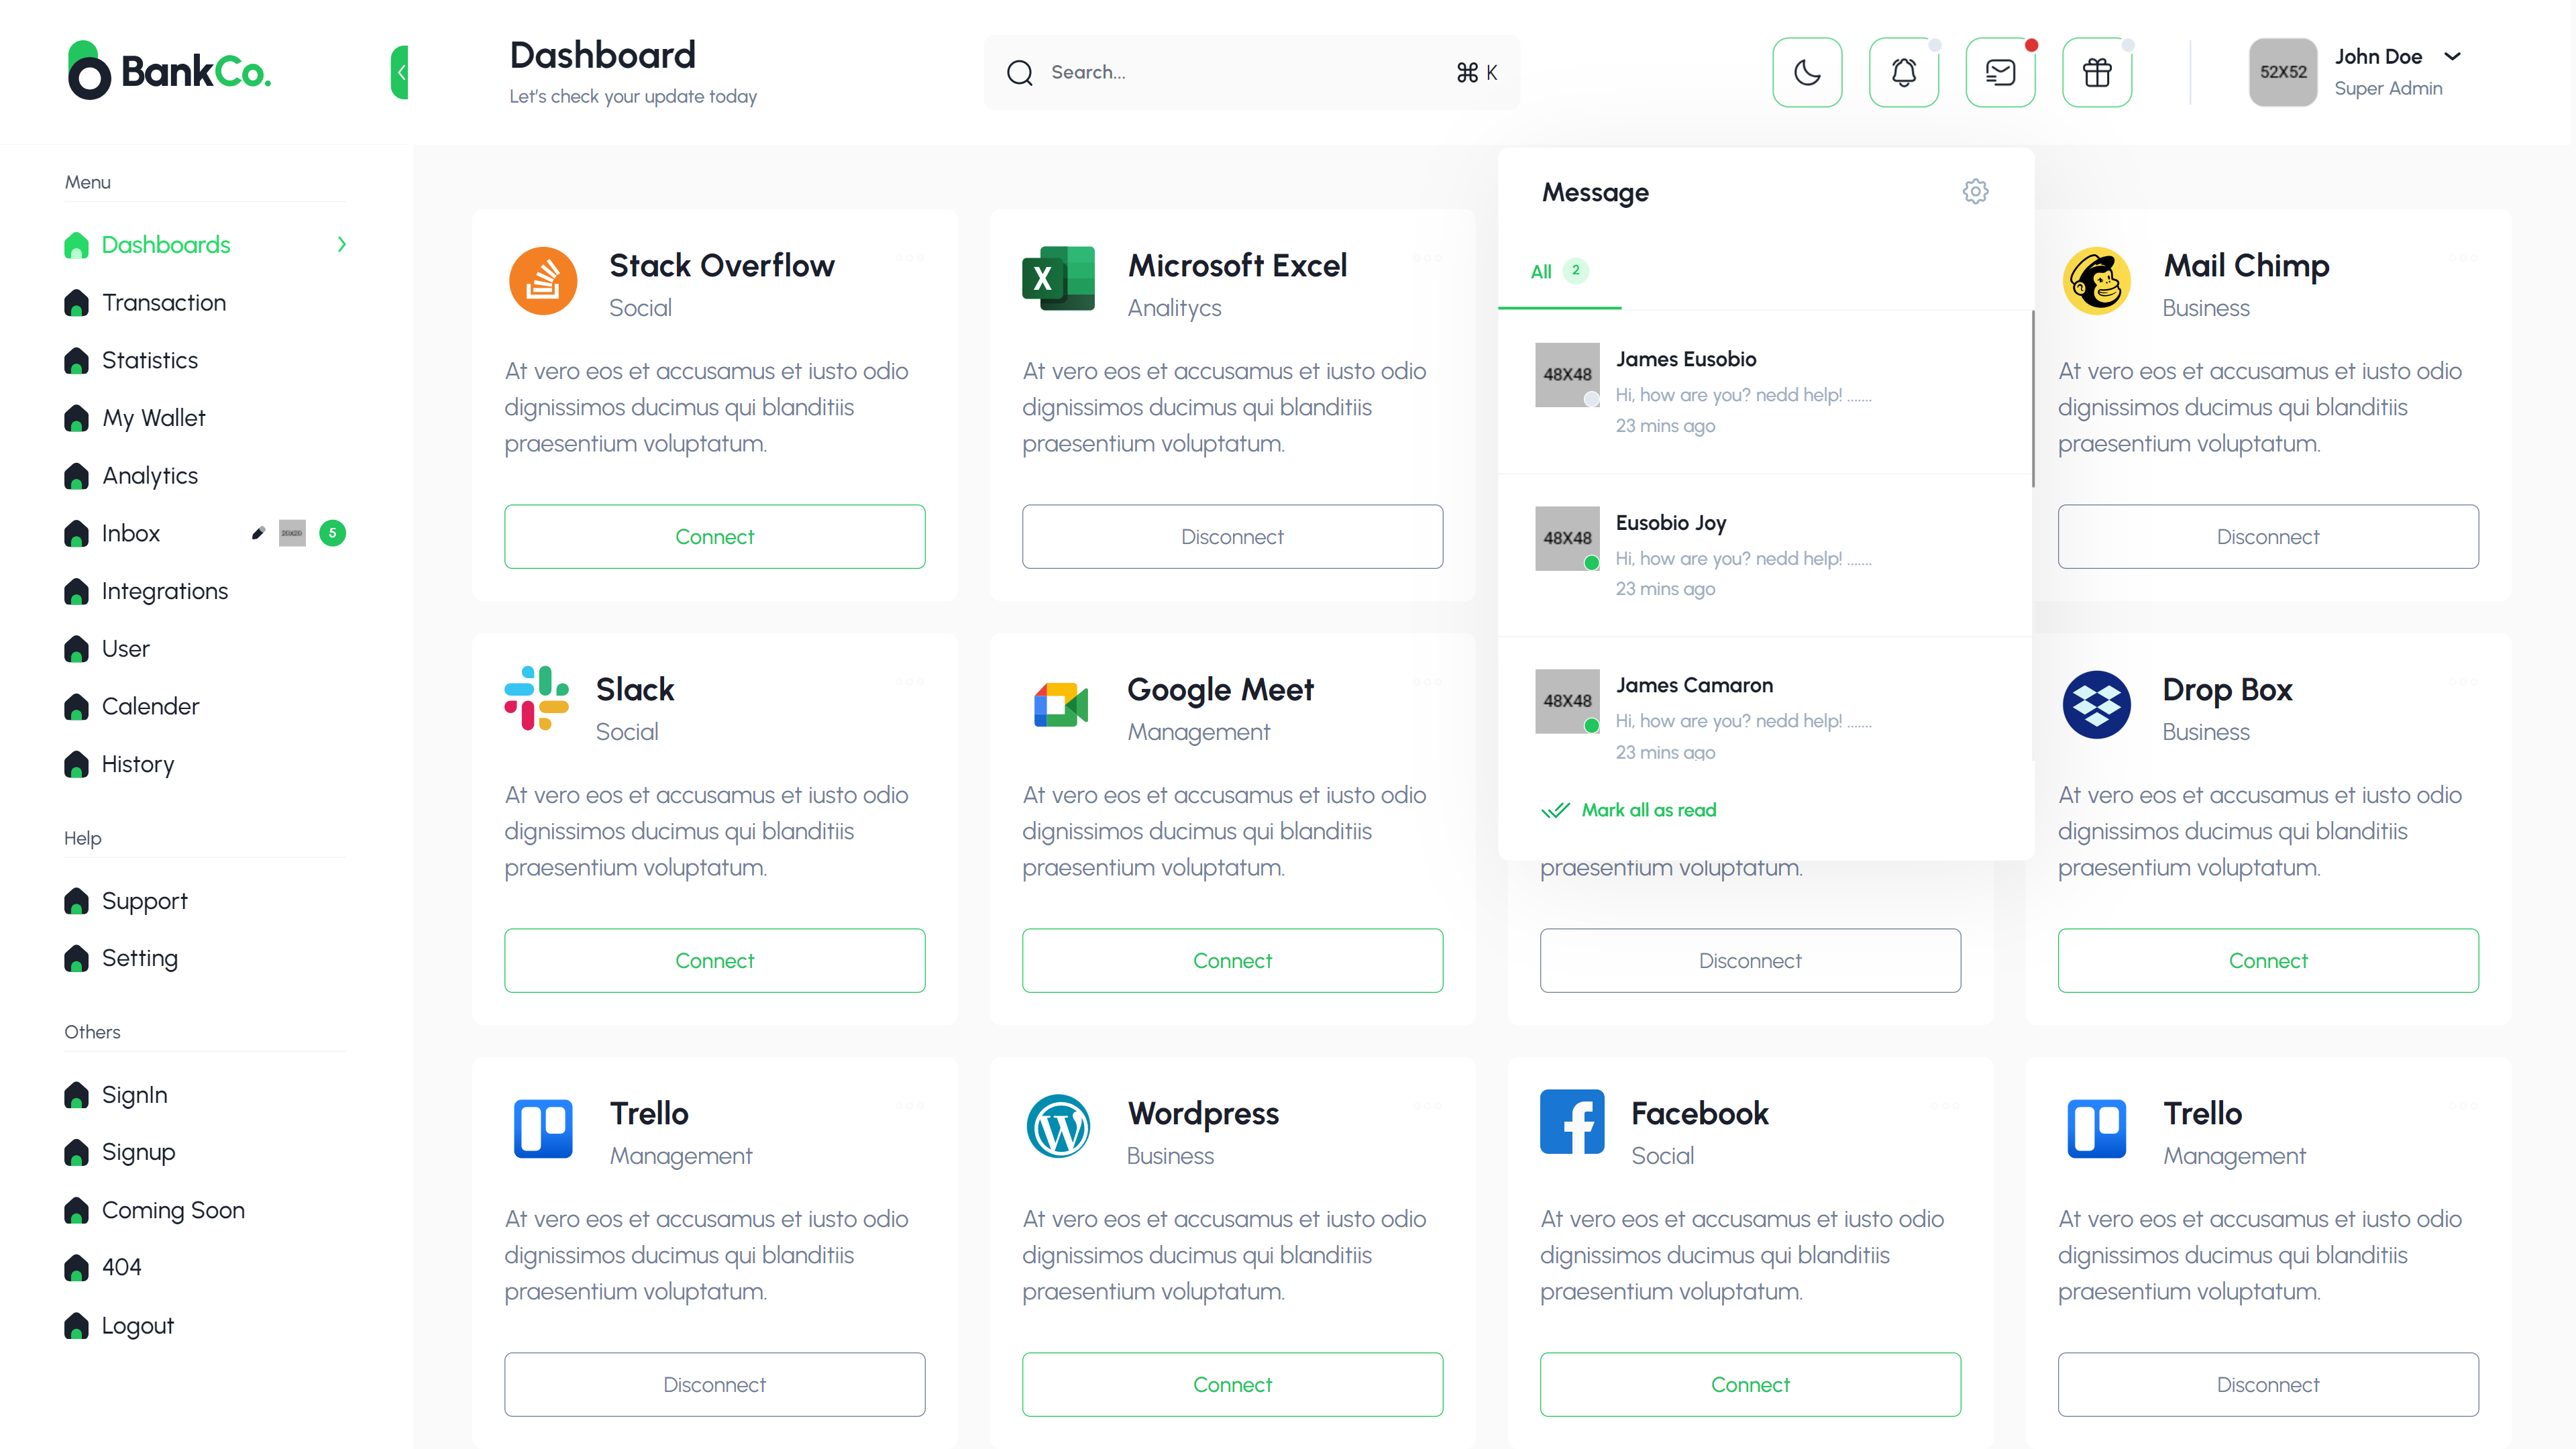 BankCo.
Dashboard
Let's check your update today
Search...
⌘ K
52X52
John Doe
Super Admin
Menu
Dashboards
Transaction
Statistics
My Wallet
Analytics
Inbox
5
Integrations
User
Calender
History
Help
Support
Setting
Others
SignIn
Signup
Coming Soon
404
Logout
Stack Overflow
Social
At vero eos et accusamus et iusto odio
dignissimos ducimus qui blanditiis
praesentium voluptatum.
Connect
Microsoft Excel
Analitycs
At vero eos et accusamus et iusto odio
dignissimos ducimus qui blanditiis
praesentium voluptatum.
Disconnect
Message
All 2
48X48
James Eusobio
Hi, how are you? nedd help! .......
23 mins ago
48X48
Eusobio Joy
Hi, how are you? nedd help! .......
23 mins ago
48X48
James Camaron
Hi, how are you? nedd help! .......
23 mins ago
Mark all as read
Mail Chimp
Business
At vero eos et accusamus et iusto odio
dignissimos ducimus qui blanditiis
praesentium voluptatum.
Disconnect
Slack
Social
At vero eos et accusamus et iusto odio
dignissimos ducimus qui blanditiis
praesentium voluptatum.
Connect
Google Meet
Management
At vero eos et accusamus et iusto odio
dignissimos ducimus qui blanditiis
praesentium voluptatum.
Connect
praesentium voluptatum.
Disconnect
Drop Box
Business
At vero eos et accusamus et iusto odio
dignissimos ducimus qui blanditiis
praesentium voluptatum.
Connect
Trello
Management
At vero eos et accusamus et iusto odio
dignissimos ducimus qui blanditiis
praesentium voluptatum.
Disconnect
Wordpress
Business
At vero eos et accusamus et iusto odio
dignissimos ducimus qui blanditiis
praesentium voluptatum.
Connect
Facebook
Social
At vero eos et accusamus et iusto odio
dignissimos ducimus qui blanditiis
praesentium voluptatum.
Connect
Trello
Management
At vero eos et accusamus et iusto odio
dignissimos ducimus qui blanditiis
praesentium voluptatum.
Disconnect